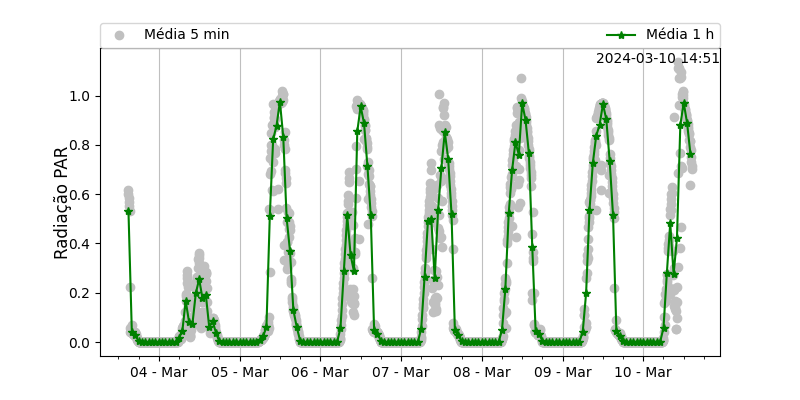 Média 5 min
Média 1 h
2024-03-10 14:51
Radiação PAR
1.0
0.8
0.6
0.4
0.2
0.0
04 - Mar
05 - Mar
06 - Mar
07 - Mar
08 - Mar
09 - Mar
10 - Mar